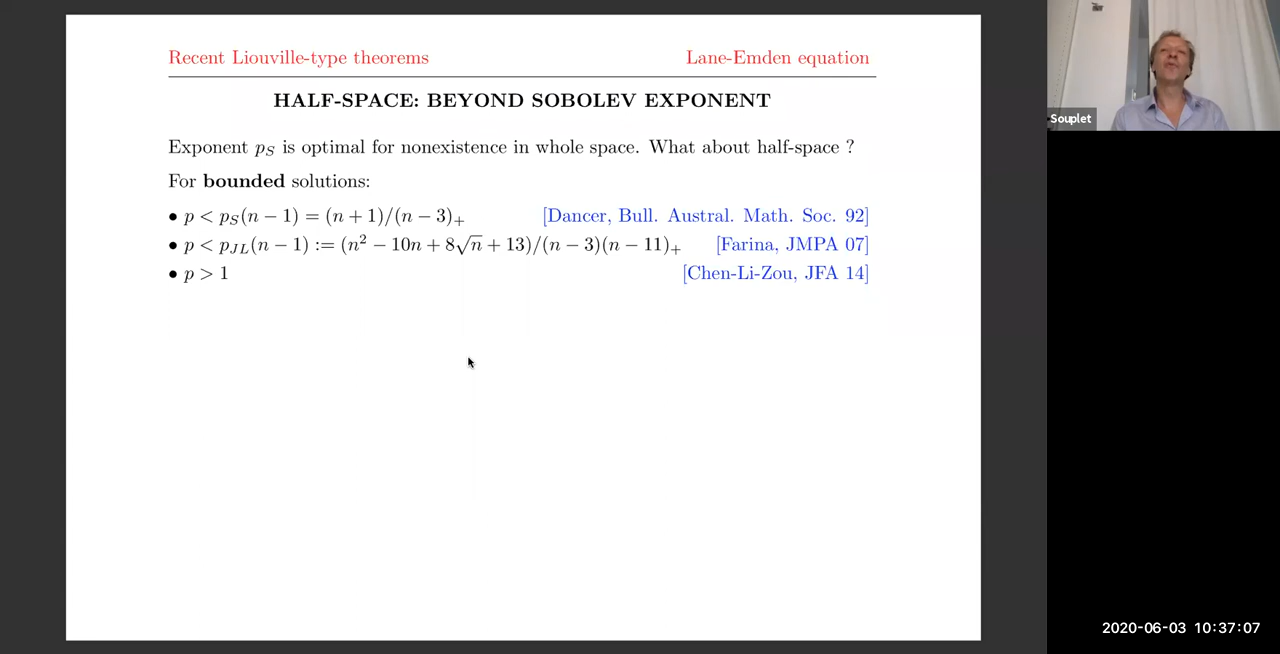 Recent Liouville-type theorems Lane-Emden equation
HALF-SPACE: BEYOND SOBOLEV EXPONENT
Exponent p_S is optimal for nonexistence in whole space. What about half-space ?
For bounded solutions:
• p < p_S(n − 1) = (n + 1)/(n − 3)_+ [Dancer, Bull. Austral. Math. Soc. 92]
• p < p_{JL}(n − 1) := (n² − 10n + 8√n + 13)/(n − 3)(n − 11)_+ [Farina, JMPA 07]
• p > 1 [Chen-Li-Zou, JFA 14]
Souplet
2020-06-03 10:37:07